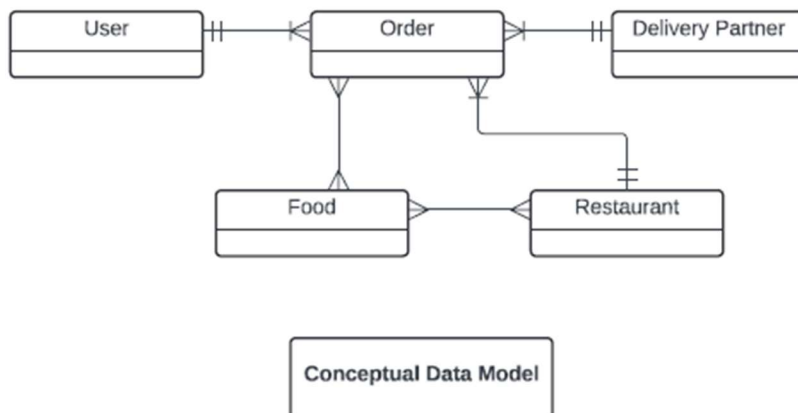 User
Order
Delivery Partner
Food
Restaurant
Conceptual Data Model